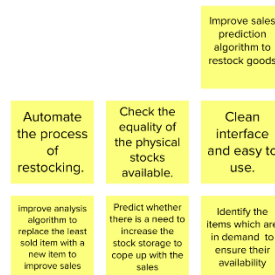 Improve sales
prediction
algorithm to
restock goods
Automate
the process
of
restocking.
Check the
equality of
the physical
stocks
available.
Clean
interface
and easy to
use.
improve analysis
algorithm to
replace the least
sold item with a
new item to
improve sales
Predict whether
there is a need to
increase the
stock storage to
cope up with the
sales
Identify the
items which are
in demand to
ensure their
availability